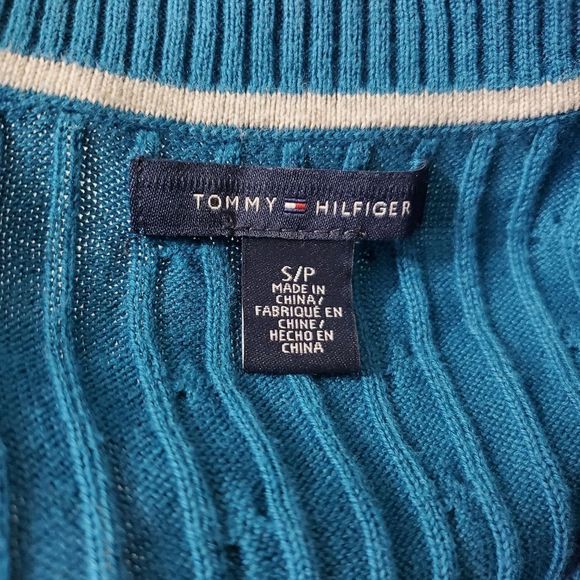 TOMMY HILFIGER
S/P
MADE IN
CHINA/
FABRIQUÉ EN
CHINE/
HECHO EN
CHINA